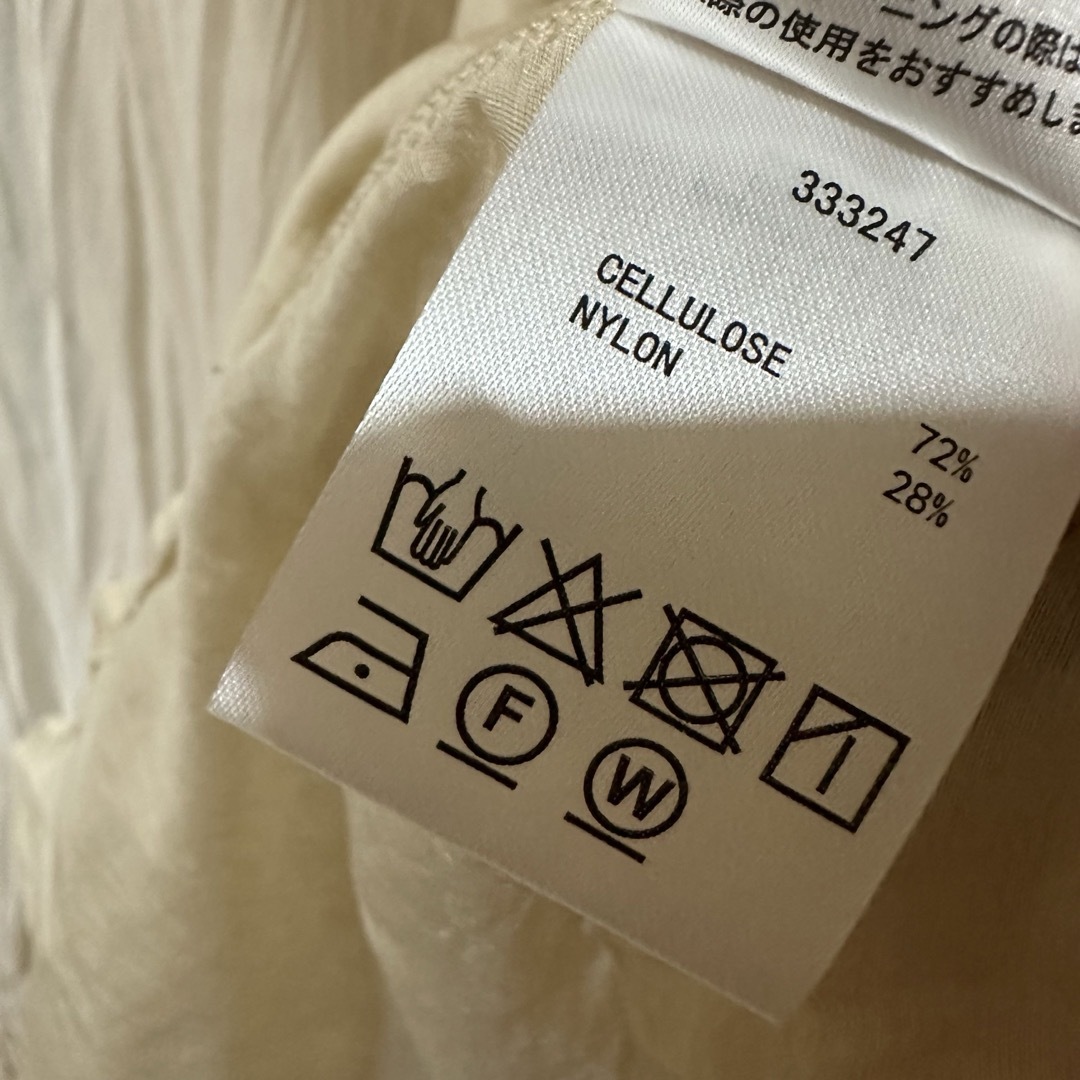 ニングの際は
際の使用をおすすめしま
333247
CELLULOSE 72%
NYLON 28%
F
W